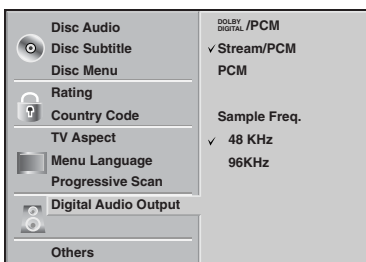 Disc Audio
Disc Subtitle
Disc Menu
Rating
Country Code
TV Aspect
Menu Language
Progressive Scan
Digital Audio Output
Others
DOLBY DIGITAL /PCM
Stream/PCM
PCM
Sample Freq.
48 KHz
96KHz